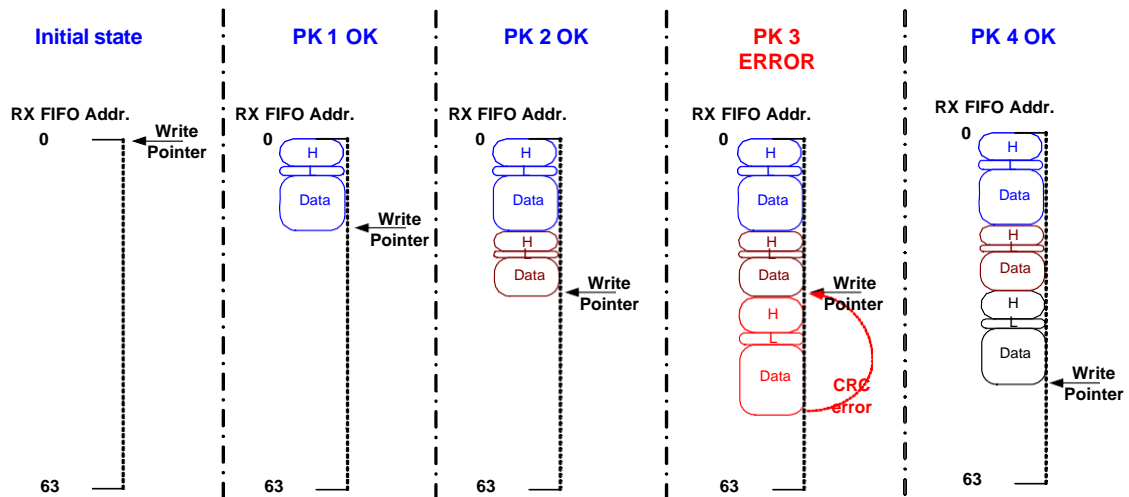 Initial state
RX FIFO Addr.
0
Write
Pointer
63
PK 1 OK
RX FIFO Addr.
0
H
L
Data
Write
Pointer
63
PK 2 OK
RX FIFO Addr.
0
H
L
Data
H
L
Data
Write
Pointer
63
PK 3
ERROR
RX FIFO Addr.
0
H
L
Data
H
L
Data
Write
Pointer
H
L
Data
CRC
error
63
PK 4 OK
RX FIFO Addr.
0
H
L
Data
H
L
Data
H
L
Data
Write
Pointer
63